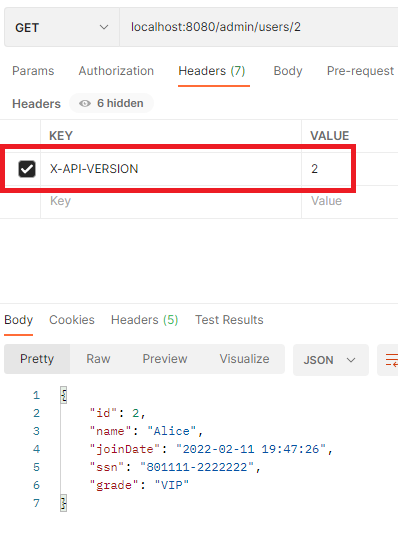 GET localhost:8080/admin/users/2
Params Authorization Headers (7) Body Pre-request
Headers 6 hidden
KEY VALUE
X-API-VERSION 2
Key Value
Body Cookies Headers (5) Test Results
Pretty Raw Preview Visualize JSON
1 {
2 "id": 2,
3 "name": "Alice",
4 "joinDate": "2022-02-11 19:47:26",
5 "ssn": "801111-2222222",
6 "grade": "VIP"
7 }